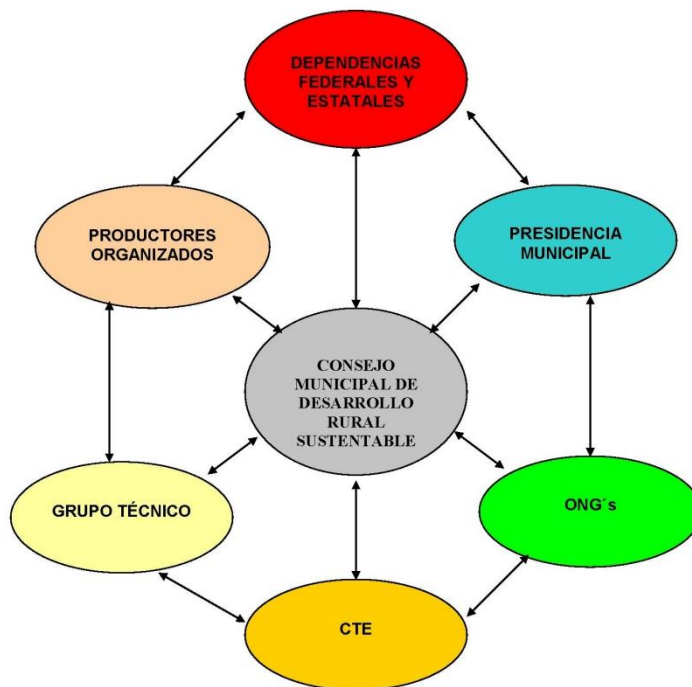 DEPENDENCIAS
FEDERALES Y
ESTATALES
PRODUCTORES
ORGANIZADOS
PRESIDENCIA
MUNICIPAL
CONSEJO
MUNICIPAL DE
DESARROLLO
RURAL
SUSTENTABLE
GRUPO TÉCNICO
ONG´s
CTE